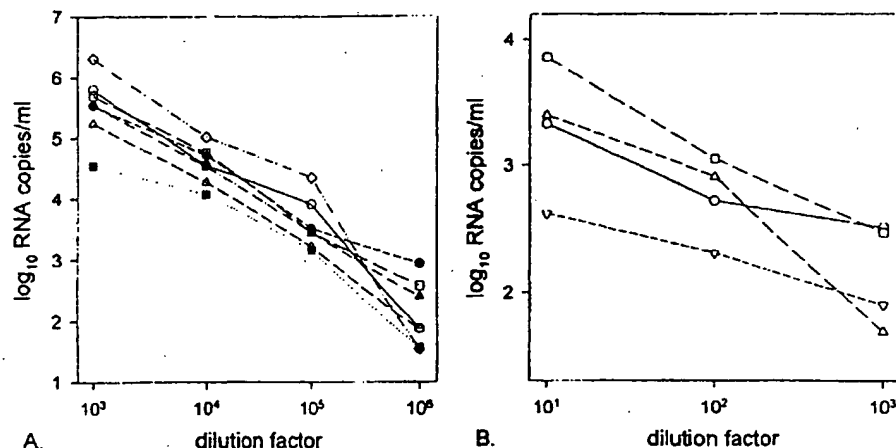 7
6
5
4
3
2
1
log₁₀ RNA copies/ml
10³ 10⁴ 10⁵ 10⁶
A. dilution factor
4
3
2
log₁₀ RNA copies/ml
10¹ 10² 10³
B. dilution factor